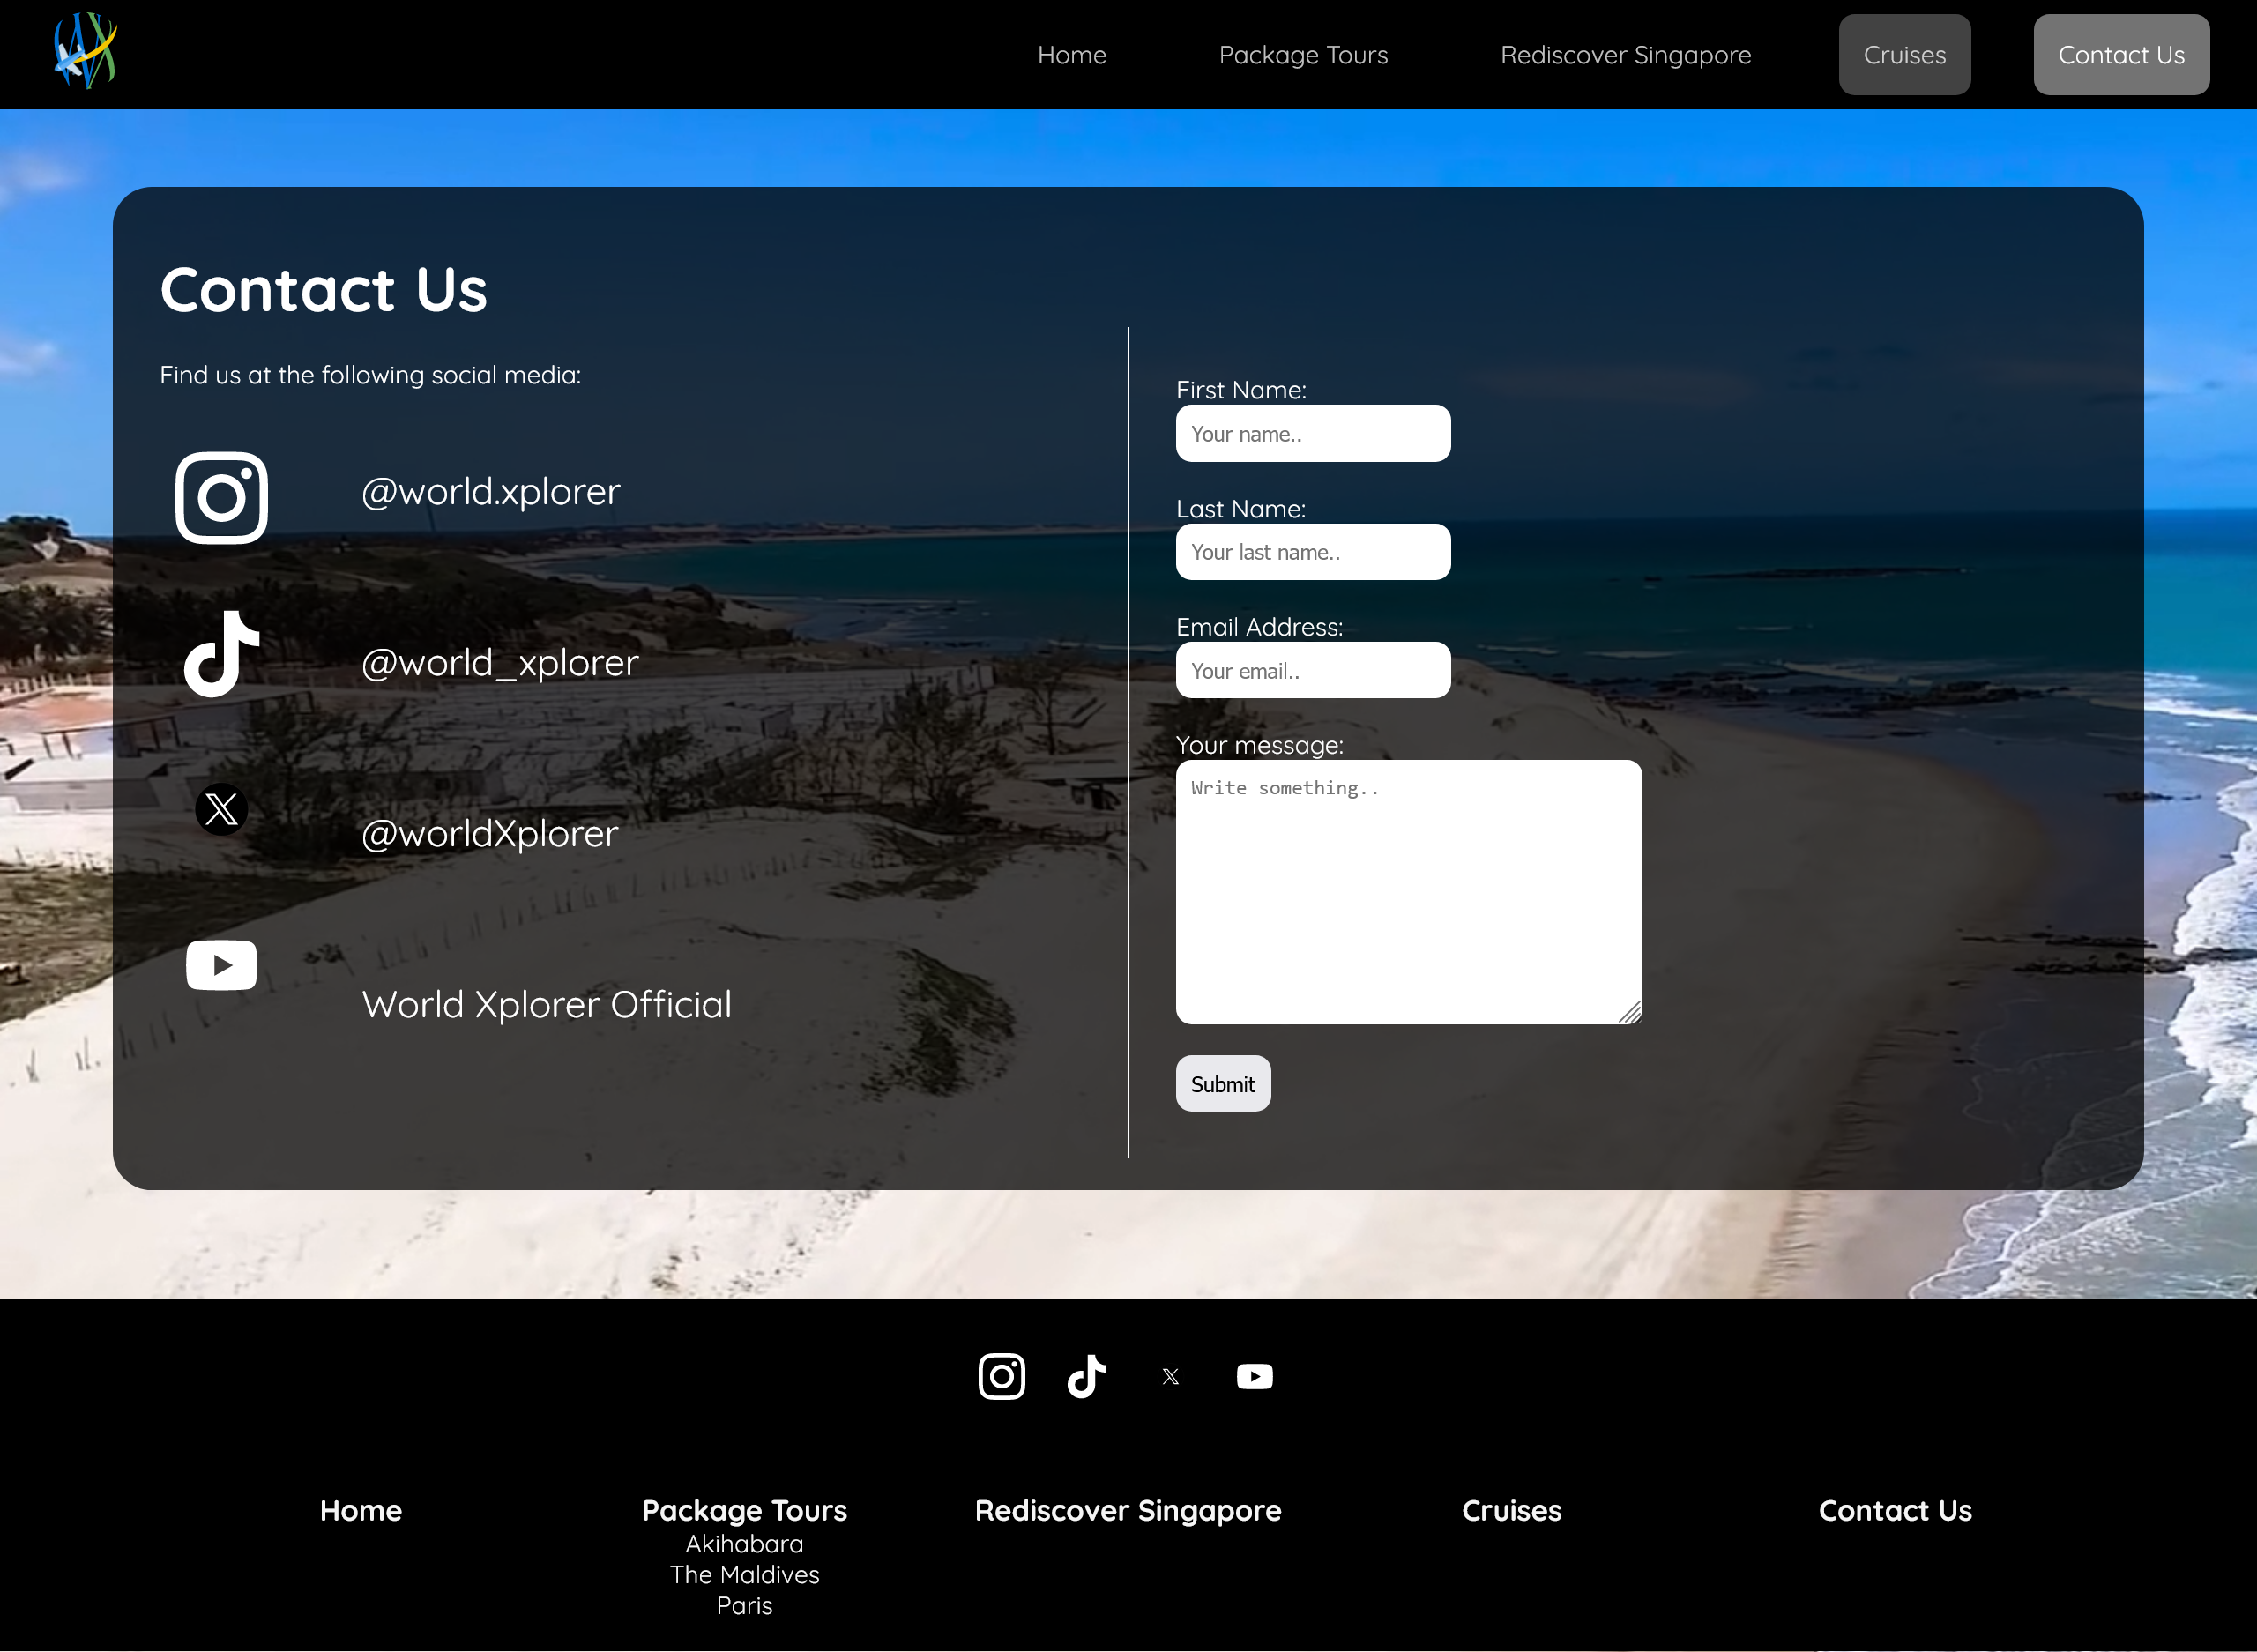 Home
Package Tours
Rediscover Singapore
Cruises
Contact Us
Contact Us
Find us at the following social media:
@world.xplorer
@world_xplorer
@worldXplorer
World Xplorer Official
First Name:
Your name..
Last Name:
Your last name..
Email Address:
Your email..
Your message:
Write something..
Submit
Home
Package Tours
Akihabara
The Maldives
Paris
Rediscover Singapore
Cruises
Contact Us